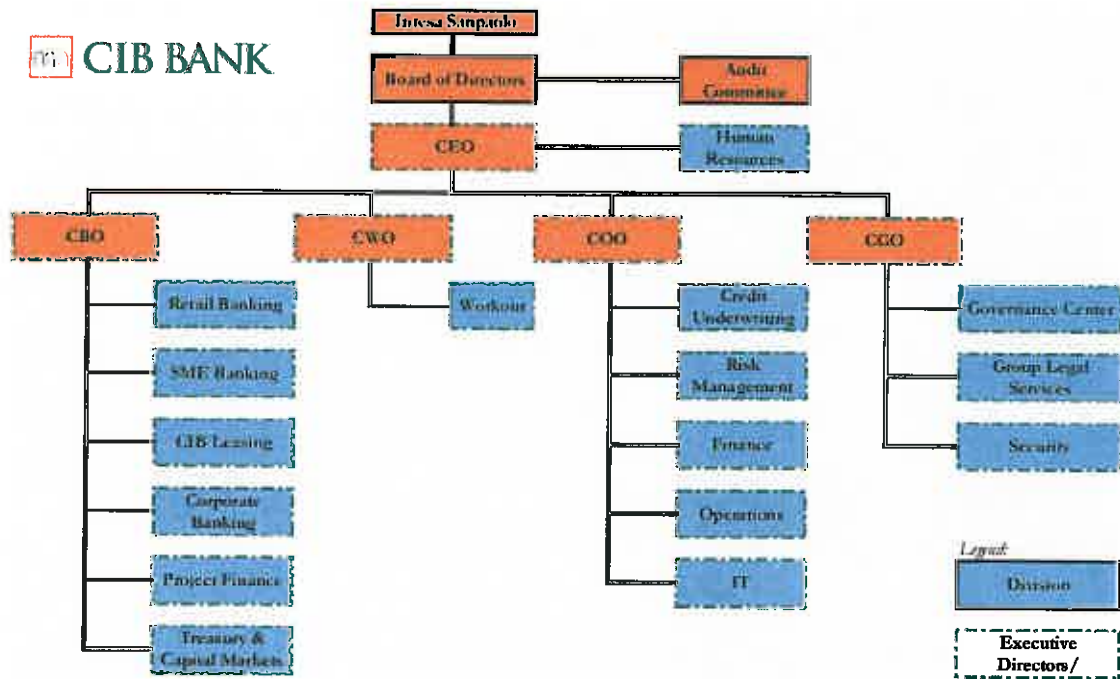 Intesa Sanpaolo
CIB BANK
Board of Directors
Audit
Committee
CEO
Human
Resources
CBO
CWO
COO
CGO
Retail Banking
SME Banking
CIB Leasing
Corporate
Banking
Project Finance
Treasury &
Capital Markets
Workout
Credit
Underwriting
Risk
Management
Finance
Operations
IT
Governance Center
Group Legal
Services
Security
Legend:
Division
Executive
Directors/